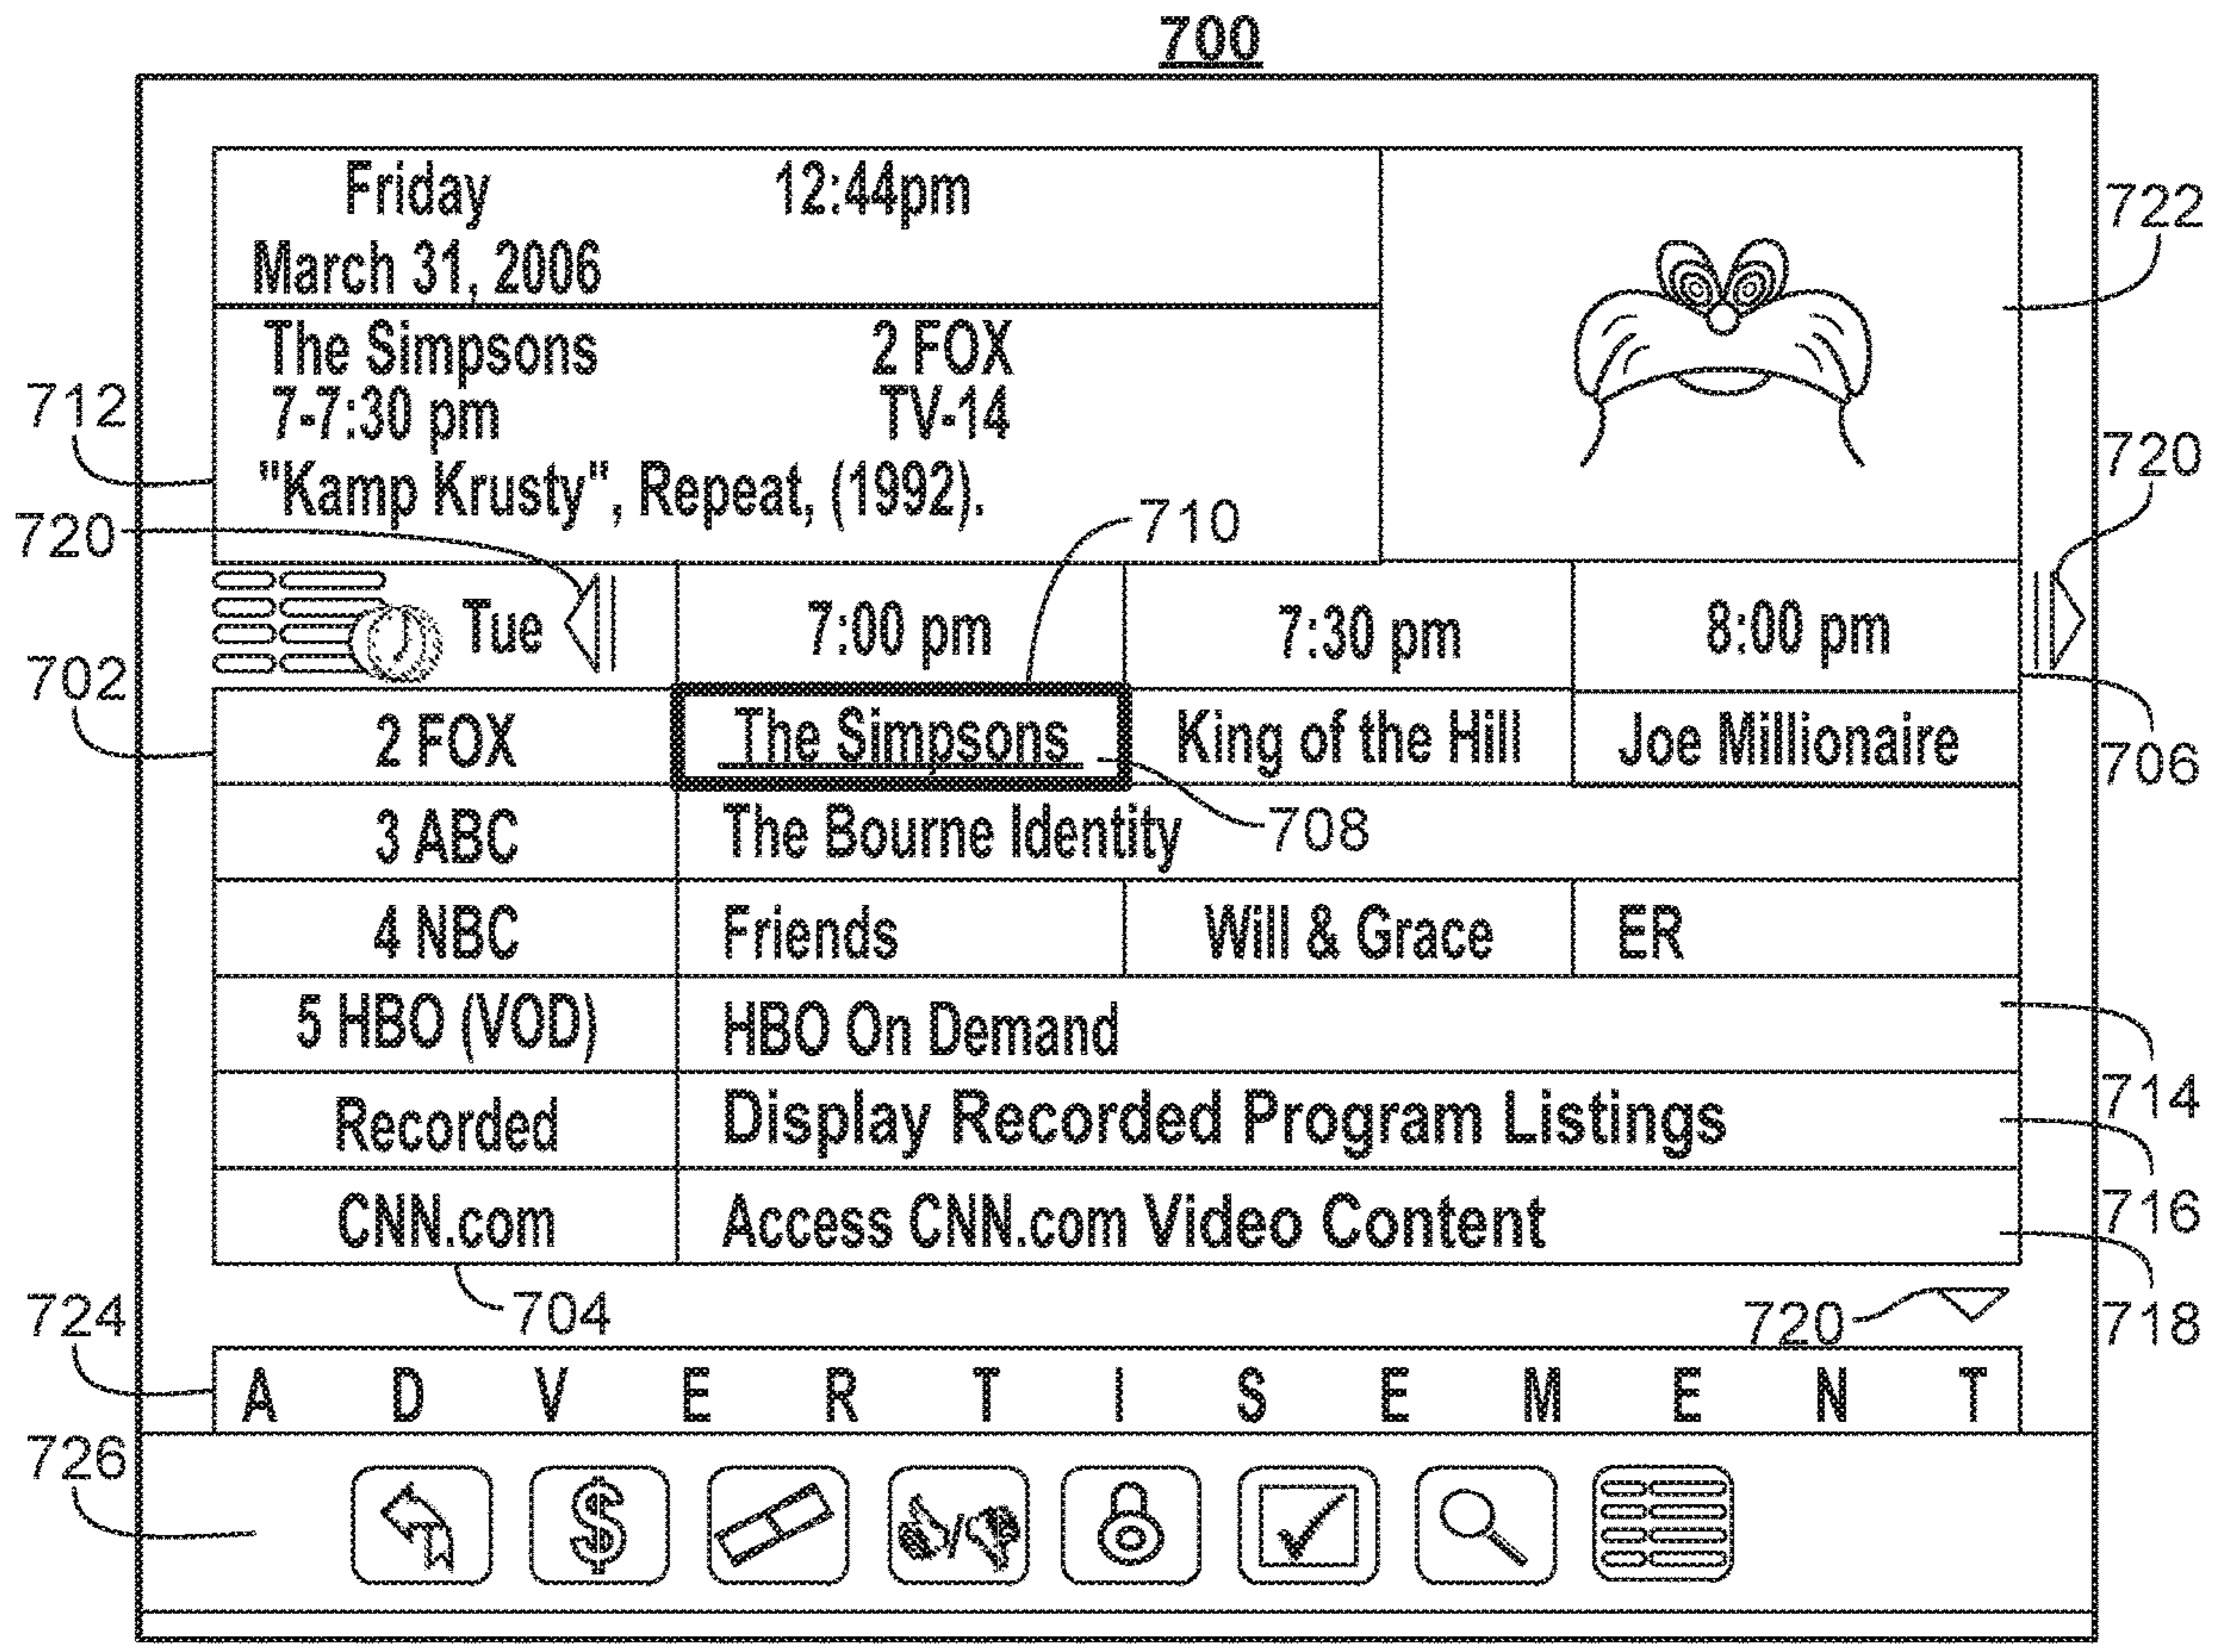 700
Friday 12:44pm
March 31, 2006
722
The Simpsons 2 FOX
712
7-7:30 pm TV-14
720
"Kamp Krusty", Repeat, (1992).
720
710
Tue 7:00 pm 7:30 pm 8:00 pm
702
2 FOX The Simpsons King of the Hill Joe Millionaire
706
3 ABC The Bourne Identity
708
4 NBC Friends Will & Grace ER
5 HBO (VOD) HBO On Demand
714
Recorded Display Recorded Program Listings
716
CNN.com Access CNN.com Video Content
724
704
720
718
A D V E R T I S E M E N T
726
$
/